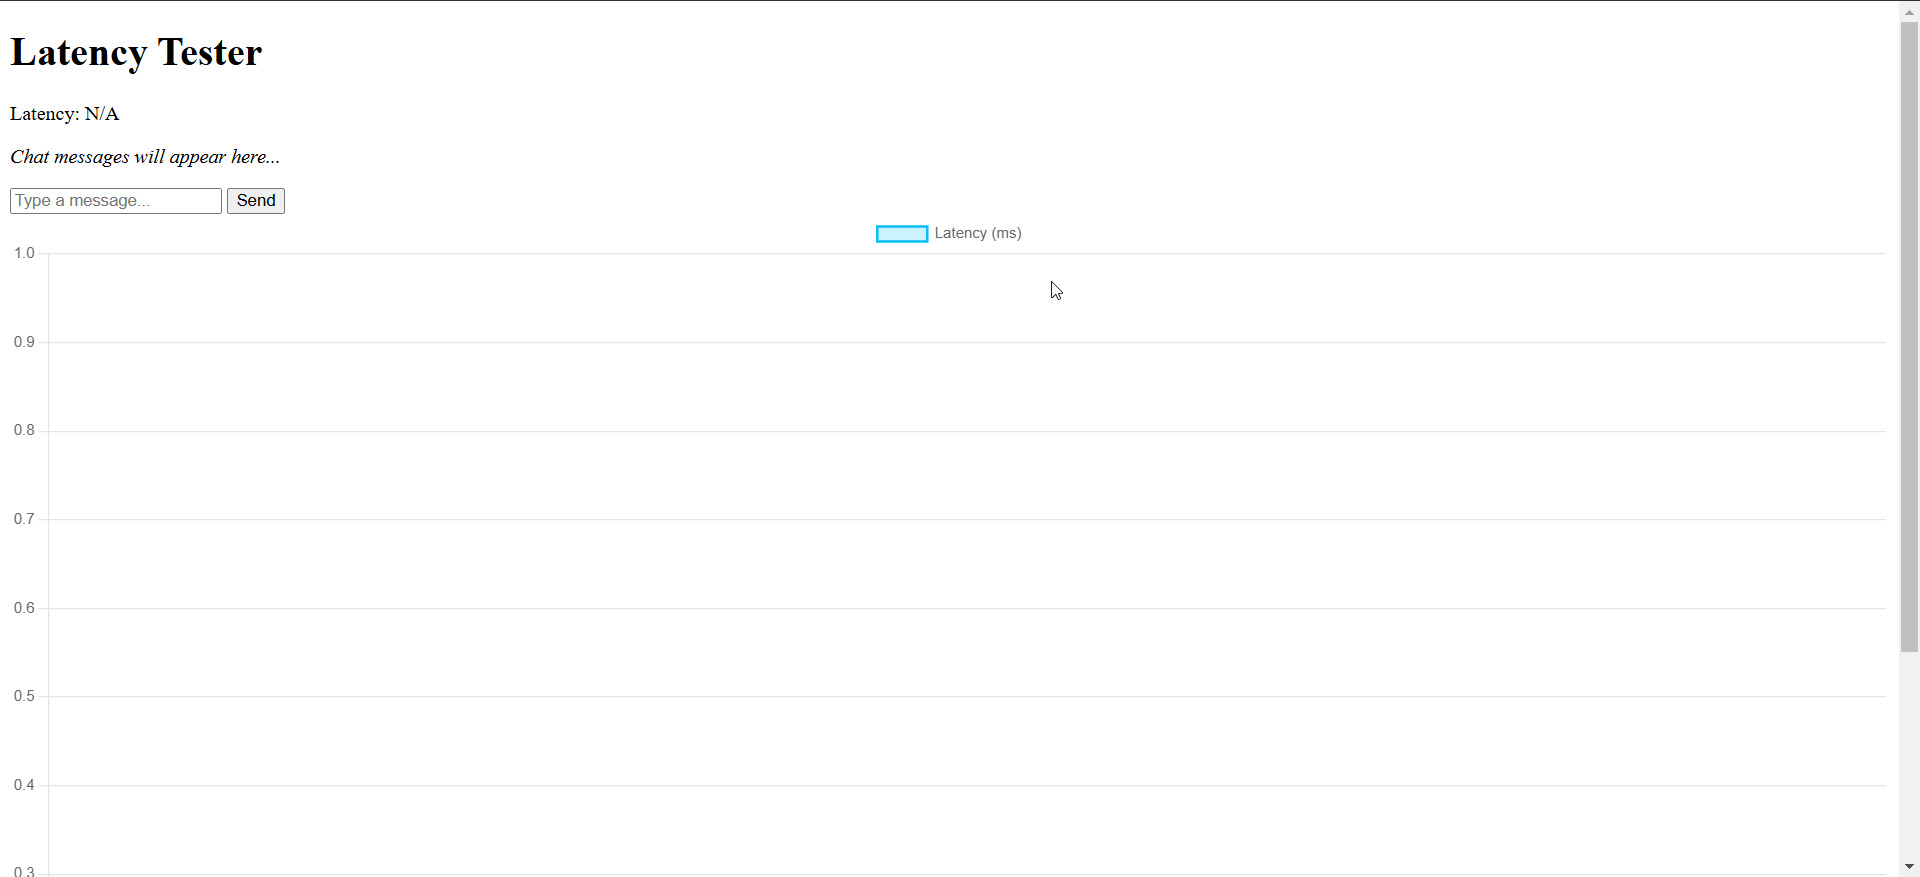 Latency Tester
Latency: N/A
Chat messages will appear here...
Type a message... Send
Latency (ms)
1.0
0.9
0.8
0.7
0.6
0.5
0.4
0.3